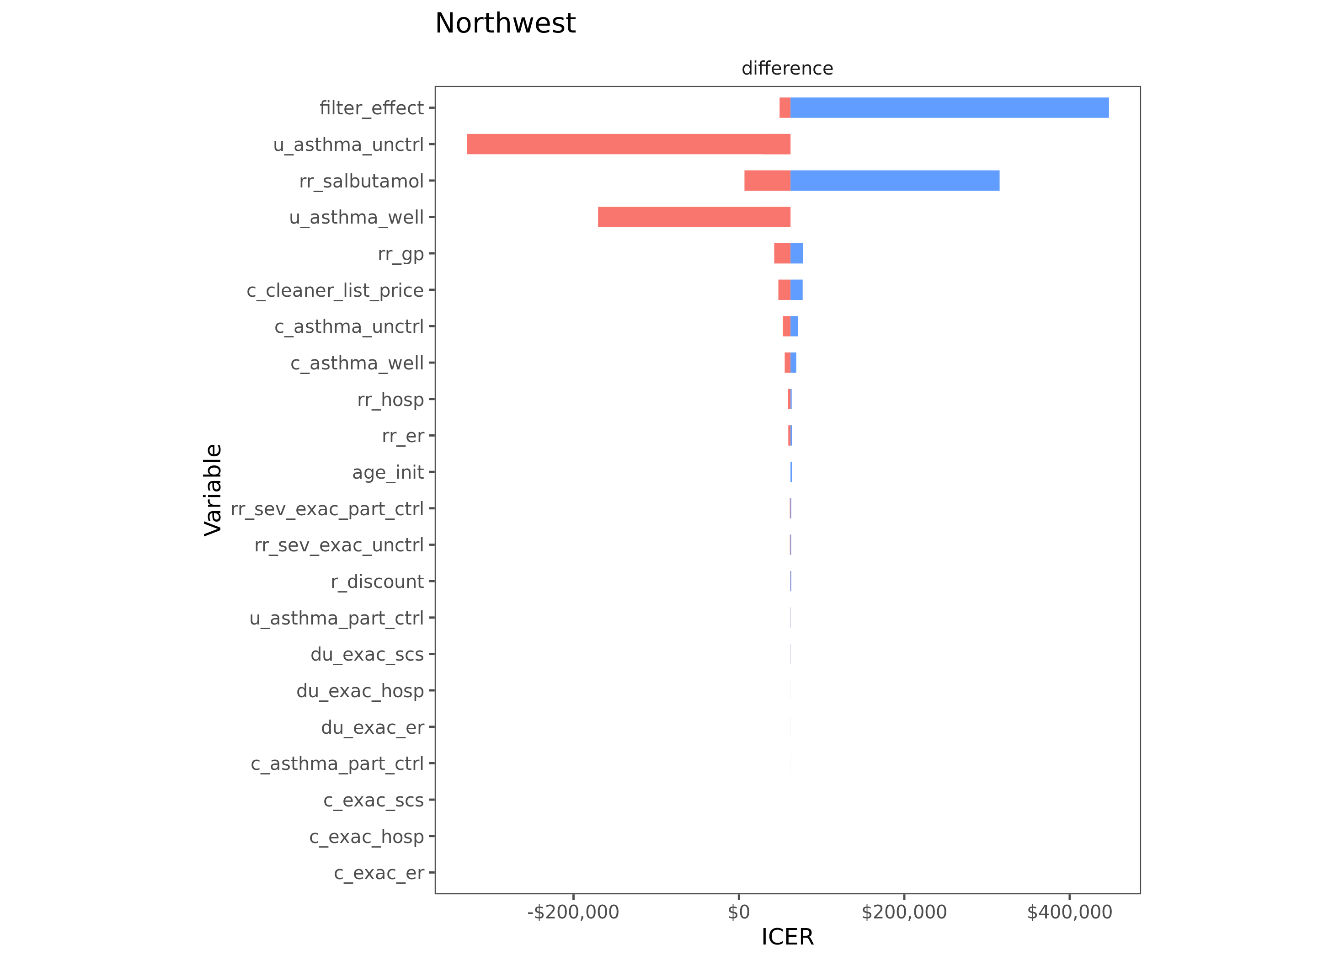 Northwest
difference
filter_effect
u_asthma_unctrl
rr_salbutamol
u_asthma_well
rr_gp
c_cleaner_list_price
c_asthma_unctrl
c_asthma_well
rr_hosp
rr_er
age_init
rr_sev_exac_part_ctrl
rr_sev_exac_unctrl
r_discount
u_asthma_part_ctrl
du_exac_scs
du_exac_hosp
du_exac_er
c_asthma_part_ctrl
c_exac_scs
c_exac_hosp
c_exac_er
Variable
-$200,000 $0 $200,000 $400,000
ICER